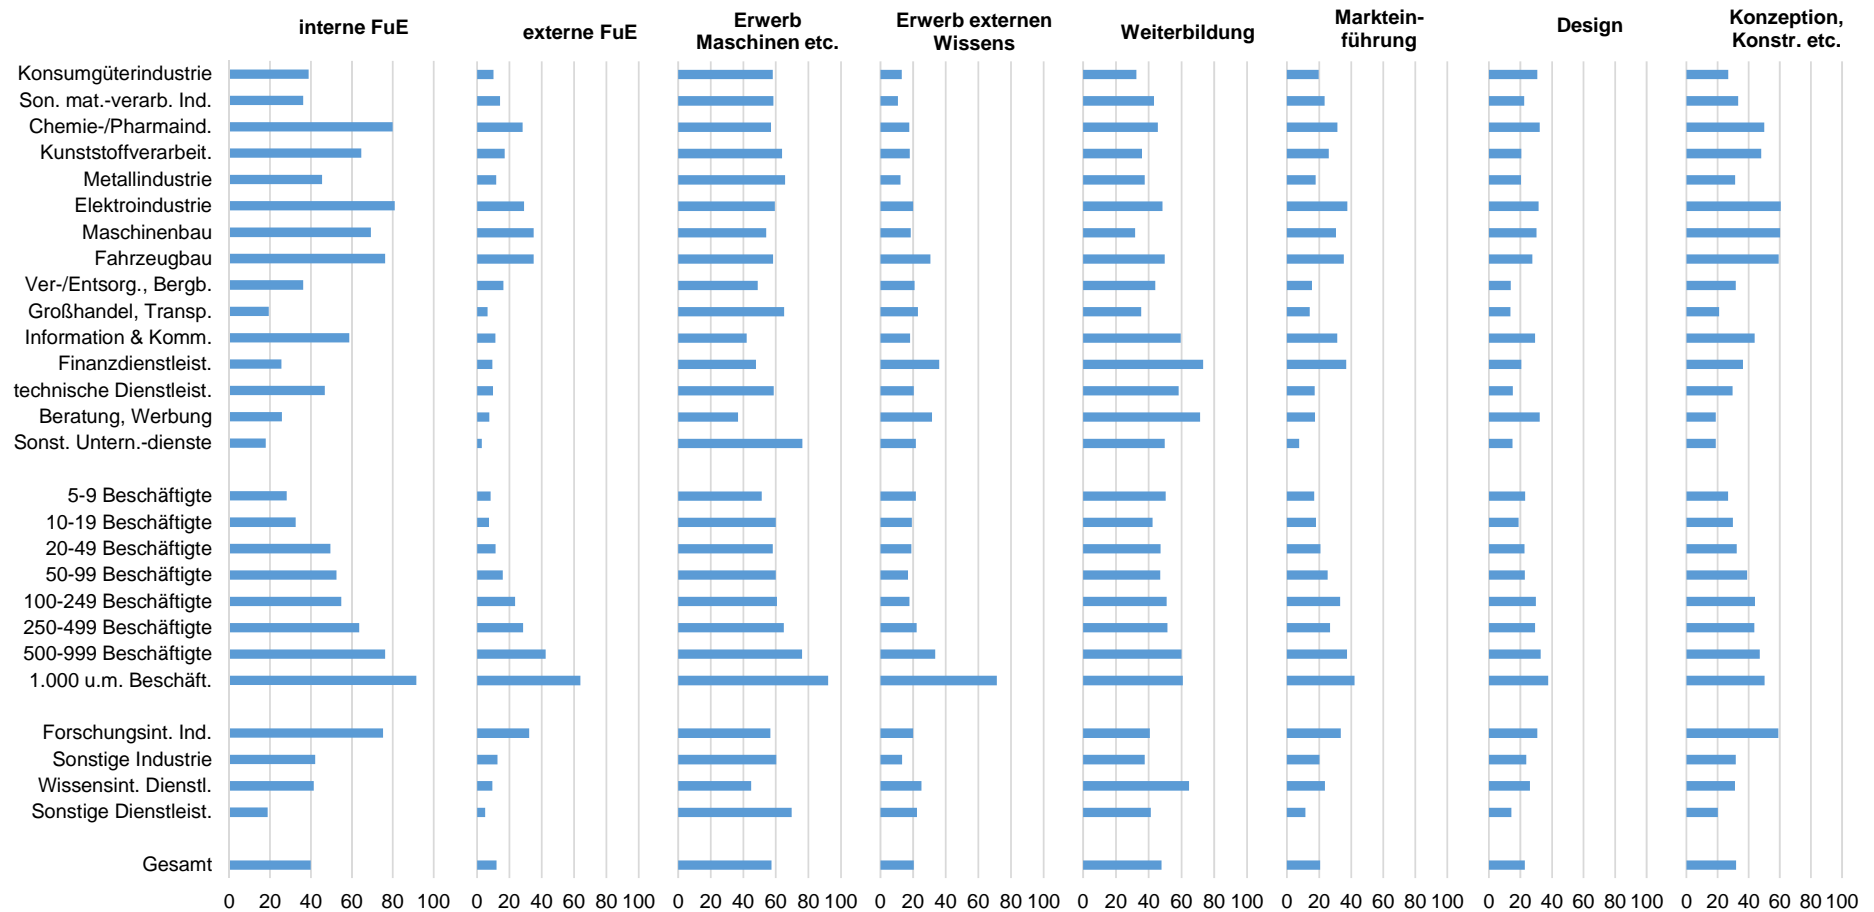 interne FuE
externe FuE
Erwerb
Maschinen etc.
Erwerb externen
Wissens
Weiterbildung
Marktein-
führung
Design
Konzeption,
Konstr. etc.
Konsumgüterindustrie
Son. mat.-verarb. Ind.
Chemie-/Pharmaind.
Kunststoffverarbeit.
Metallindustrie
Elektroindustrie
Maschinenbau
Fahrzeugbau
Ver-/Entsorg., Bergb.
Großhandel, Transp.
Information & Komm.
Finanzdienstleist.
technische Dienstleist.
Beratung, Werbung
Sonst. Untern.-dienste
5-9 Beschäftigte
10-19 Beschäftigte
20-49 Beschäftigte
50-99 Beschäftigte
100-249 Beschäftigte
250-499 Beschäftigte
500-999 Beschäftigte
1.000 u.m. Beschäft.
Forschungsint. Ind.
Sonstige Industrie
Wissensint. Dienstl.
Sonstige Dienstleist.
Gesamt
0 20 40 60 80 100
0 20 40 60 80 100
0 20 40 60 80 100
0 20 40 60 80 100
0 20 40 60 80 100
0 20 40 60 80 100
0 20 40 60 80 100
0 20 40 60 80 100